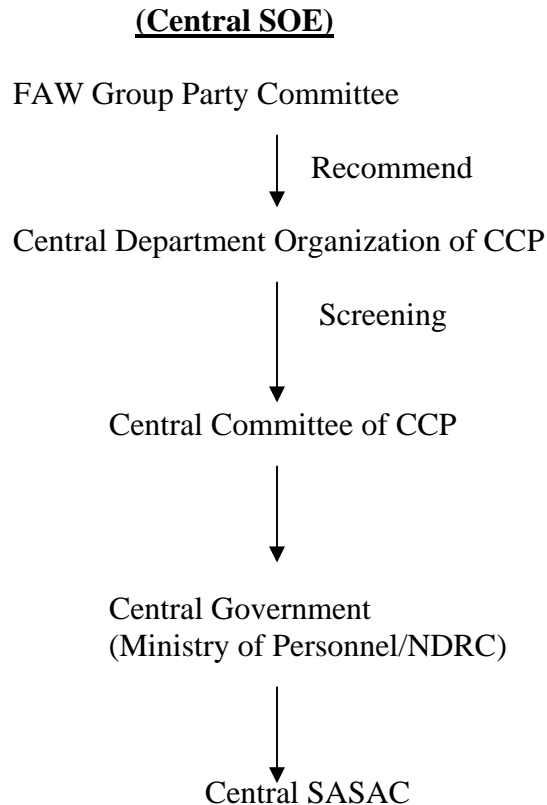 (Central SOE)
FAW Group Party Committee
Recommend
Central Department Organization of CCP
Screening
Central Committee of CCP
Central Government
(Ministry of Personnel/NDRC)
Central SASAC